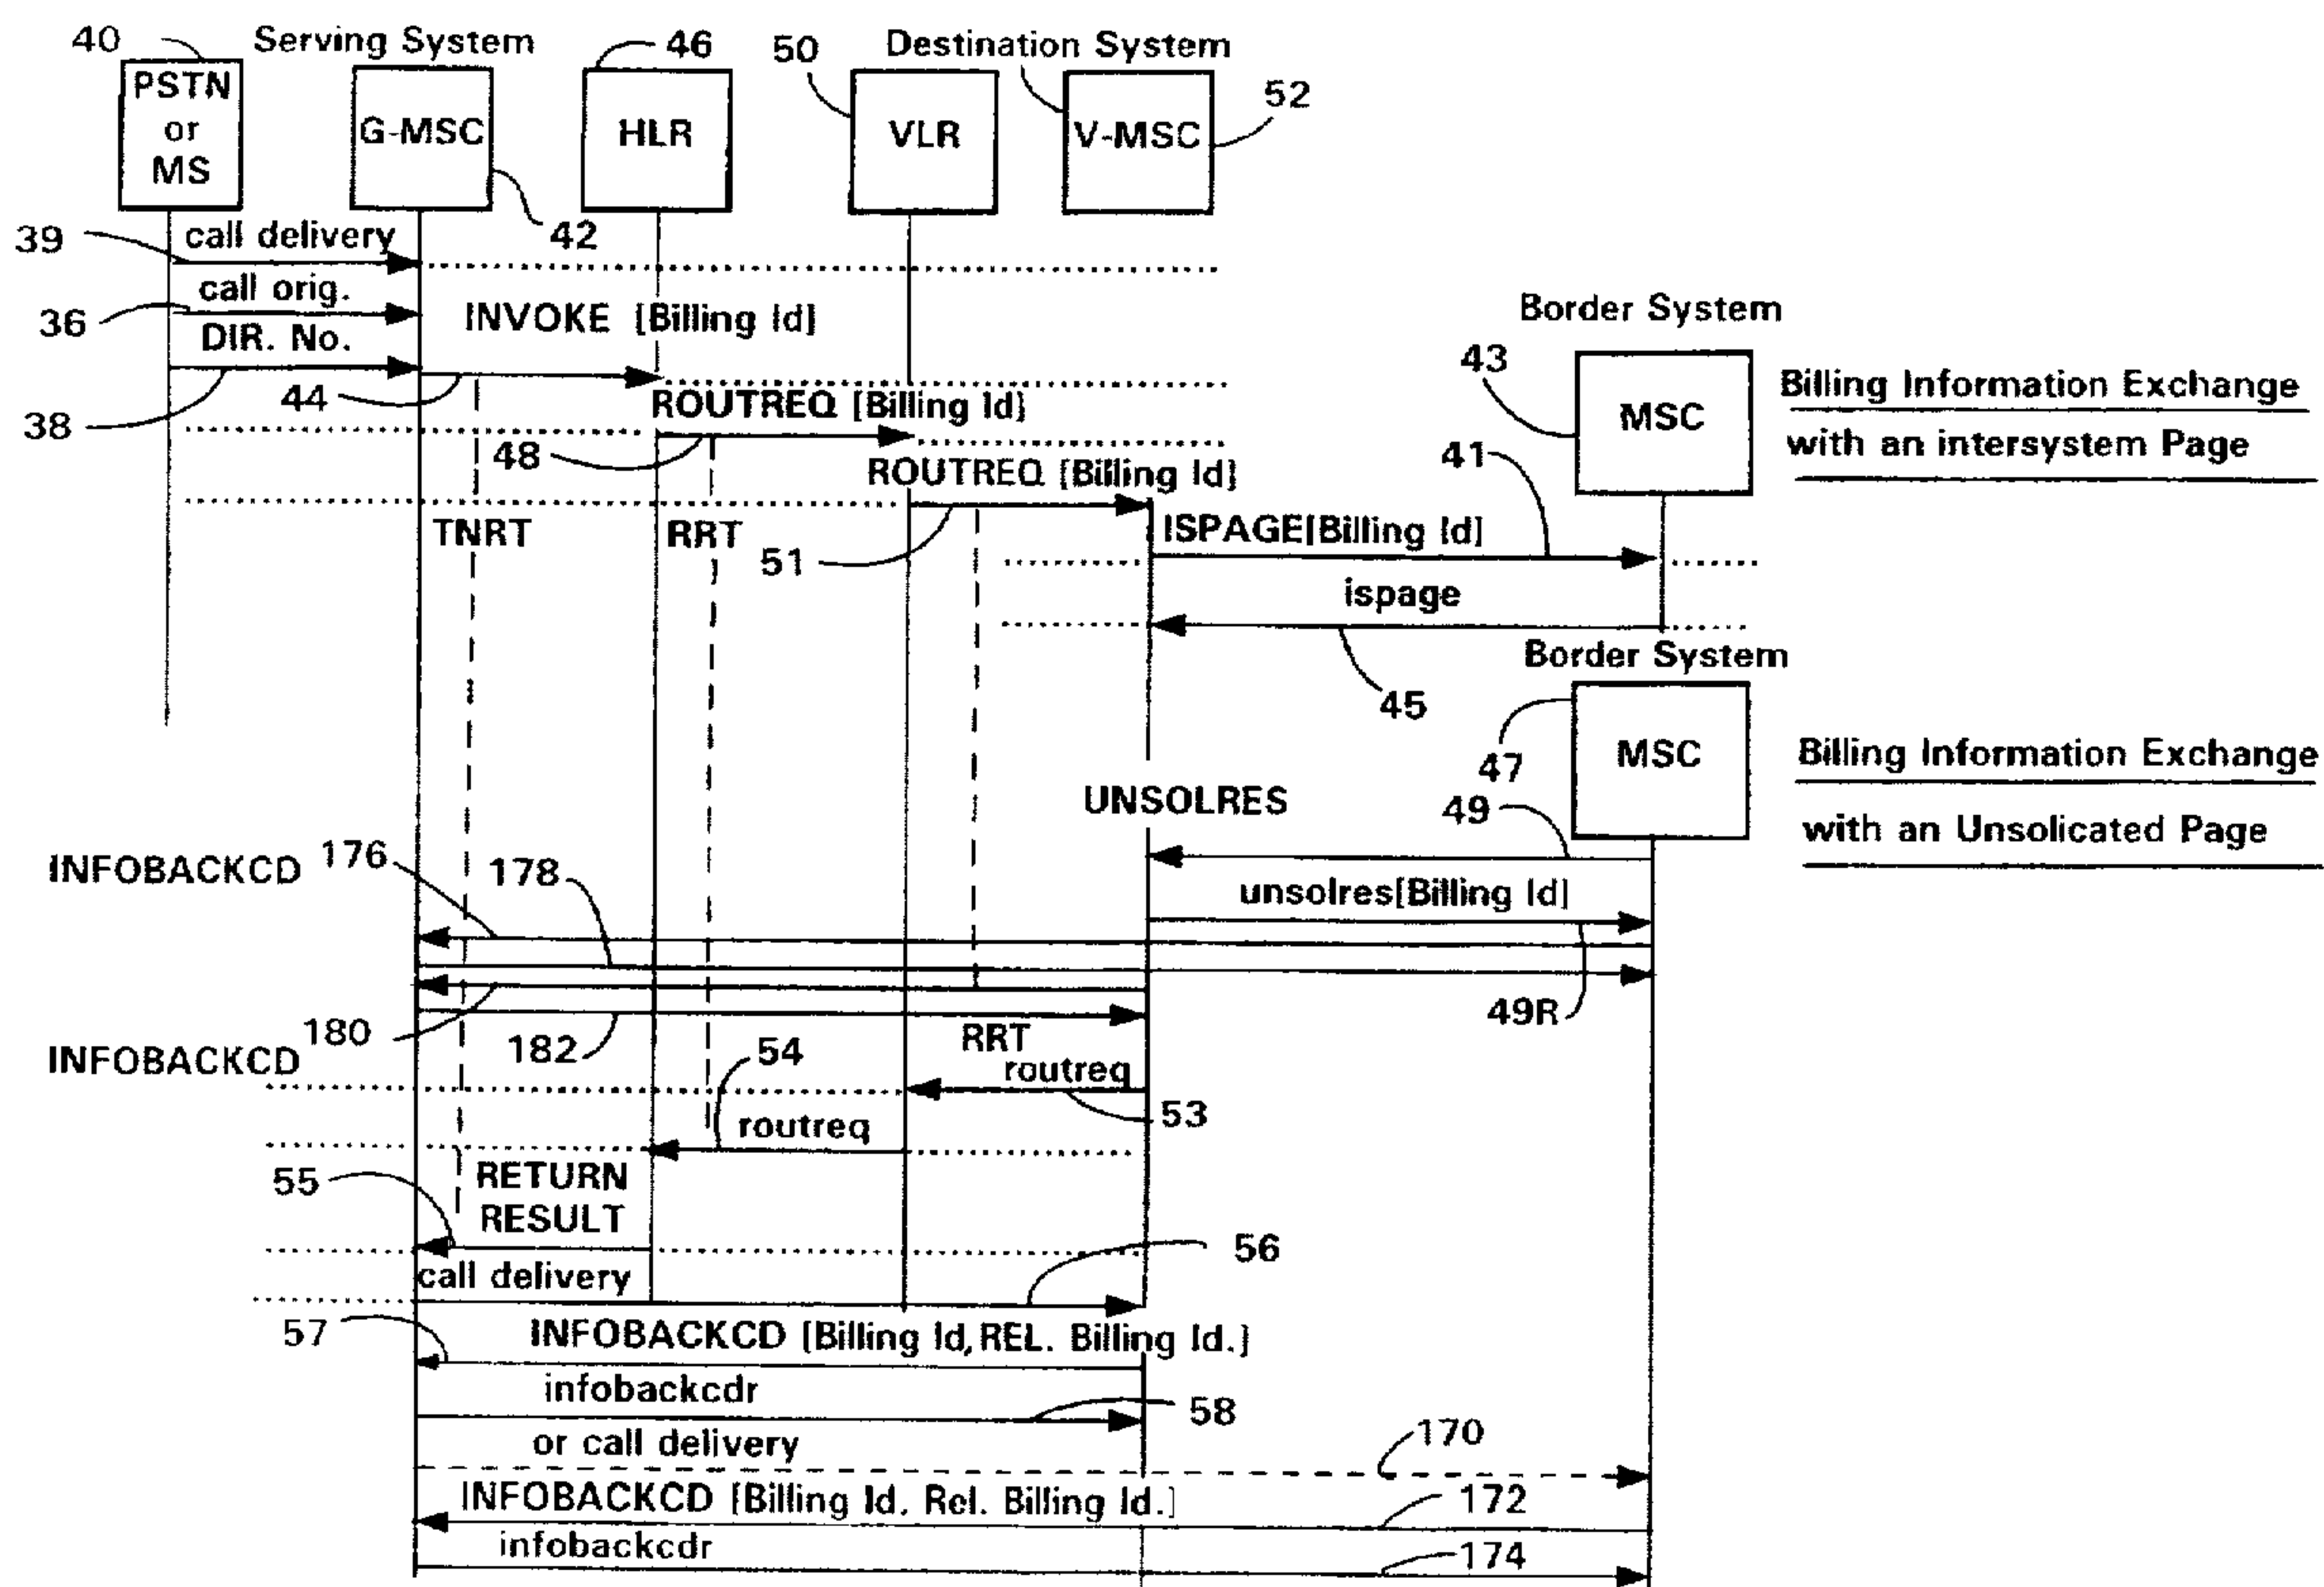 40
Serving System
46
50
Destination System
PSTN
or
MS
G-MSC
HLR
VLR
V-MSC
52
39
call delivery
42
call orig.
36
INVOKE [Billing Id]
DIR. No.
38
44
ROUTREQ [Billing Id]
48
ROUTREQ [Billing Id]
Border System
43
MSC
Billing Information Exchange
with an intersystem Page
41
TNRT
RRT
51
ISPAGE[Billing Id]
ispage
45
Border System
MSC
47
Billing Information Exchange
with an Unsolicated Page
UNSOLRES
49
INFOBACKCD
176
178
unsolres[Billing Id]
49R
180
182
INFOBACKCD
RRT
54
routreq
53
routreq
55
RETURN
RESULT
56
call delivery
57
INFOBACKCD [Billing Id, REL. Billing Id.]
infobackcdr
58
or call delivery
170
INFOBACKCD [Billing Id, Rel. Billing Id.]
172
infobackcdr
174